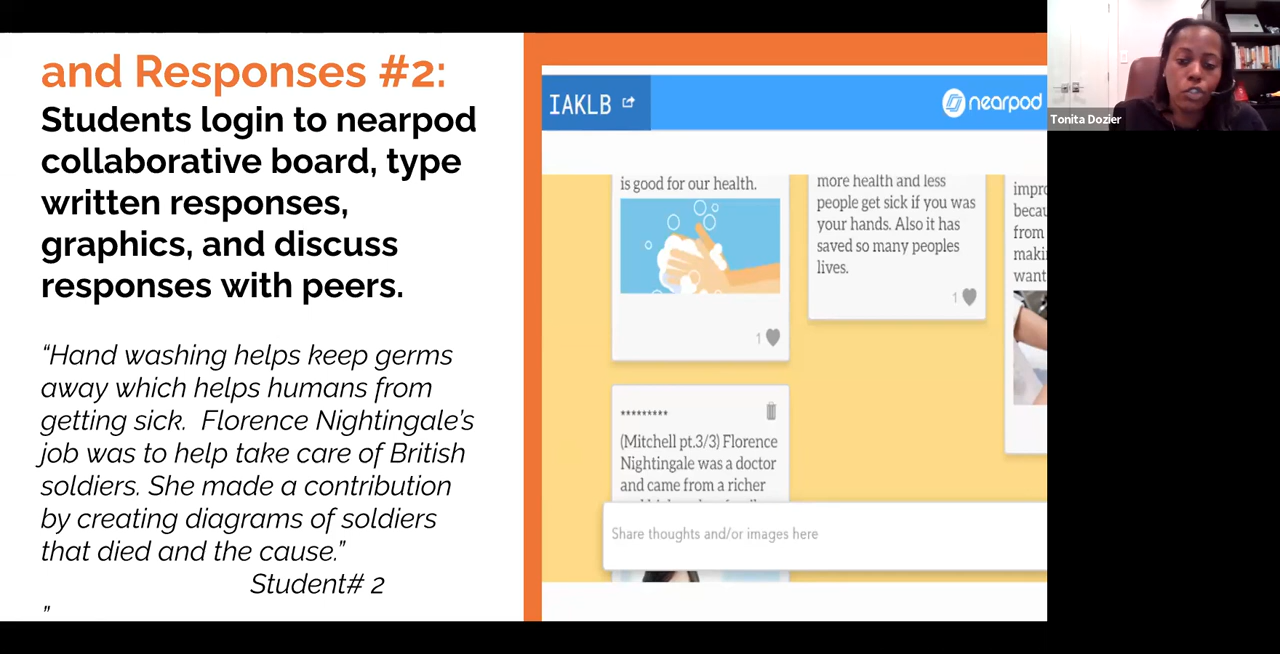 and Responses #2:
Students login to nearpod
collaborative board, type
written responses,
graphics, and discuss
responses with peers.
“Hand washing helps keep germs
away which helps humans from
getting sick.  Florence Nightingale’s
job was to help take care of British
soldiers. She made a contribution
by creating diagrams of soldiers
that died and the cause.”
Student# 2
”
IAKLB
nearpod
is good for our health.
1
more health and less
people get sick if you was
your hands. Also it has
saved so many peoples
lives.
1
from
want
*********
(Mitchell pt.3/3) Florence
Nightingale was a doctor
and came from a richer
Share thoughts and/or images here
Tonita Dozier